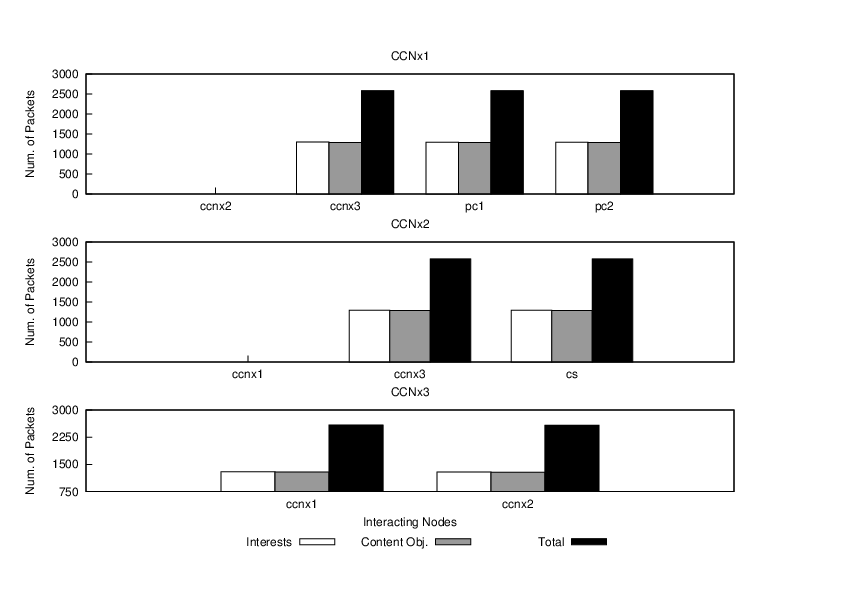 CCNx1
Num. of Packets
3000
2500
2000
1500
1000
500
0
ccnx2 ccnx3 pc1 pc2
CCNx2
Num. of Packets
3000
2500
2000
1500
1000
500
0
ccnx1 ccnx3 cs
CCNx3
Num. of Packets
3000
2250
1500
750
ccnx1 ccnx2
Interacting Nodes
Interests Content Obj. Total